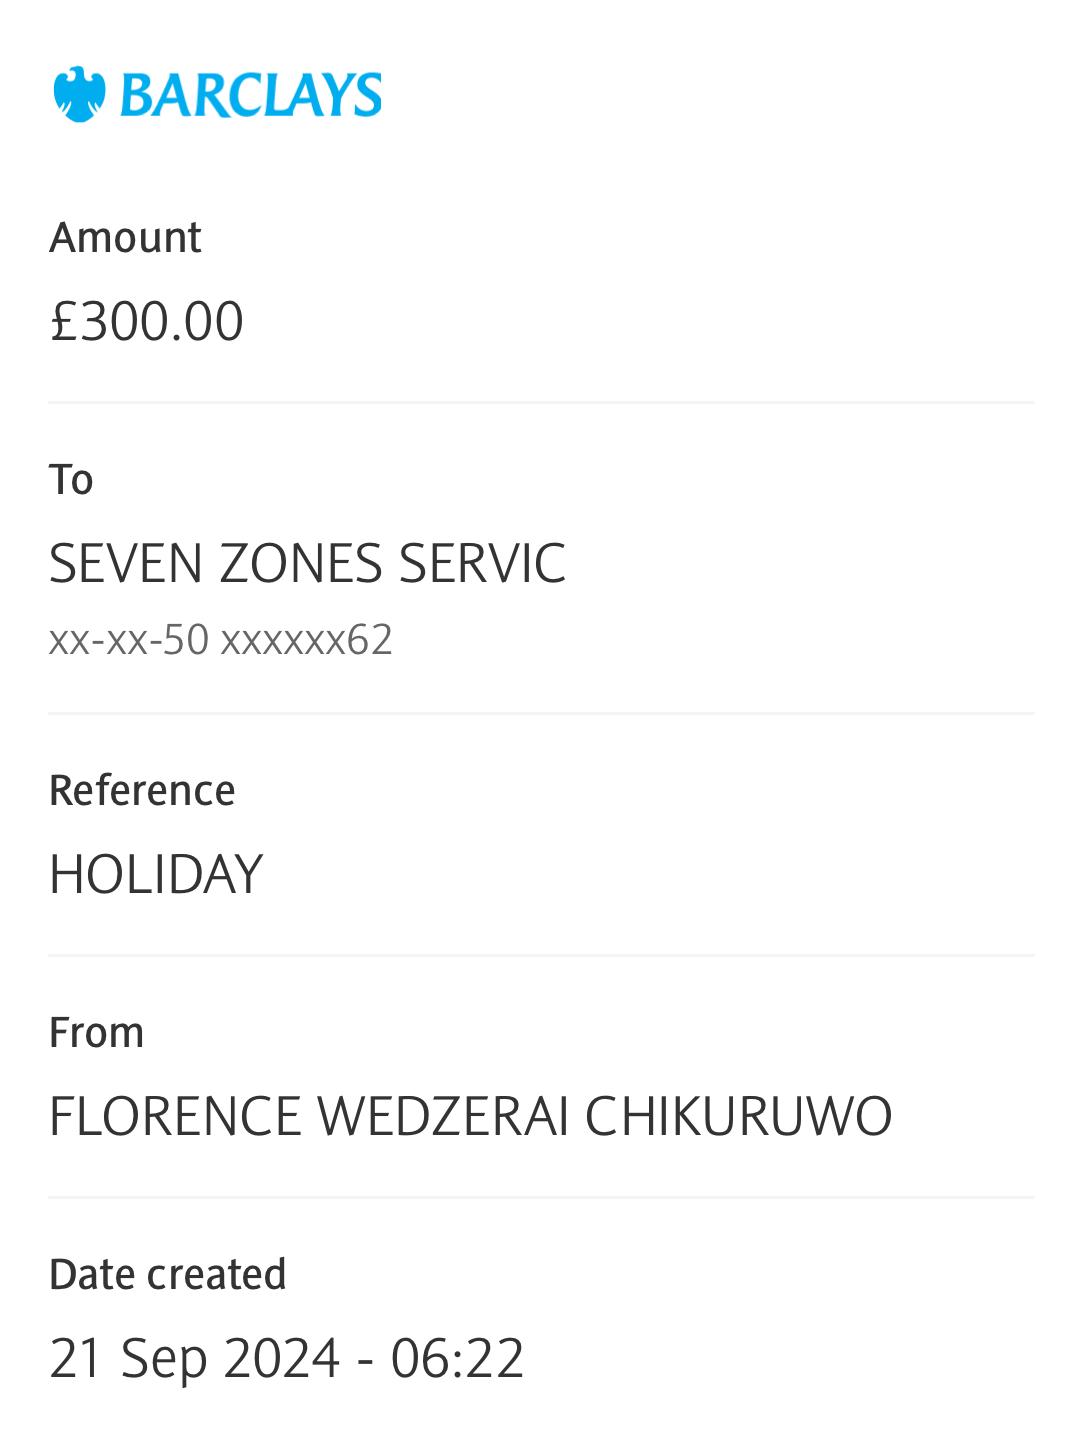 BARCLAYS
Amount
£300.00
To
SEVEN ZONES SERVIC
xx-xx-50 xxxxxx62
Reference
HOLIDAY
From
FLORENCE WEDZERAI CHIKURUWO
Date created
21 Sep 2024 - 06:22